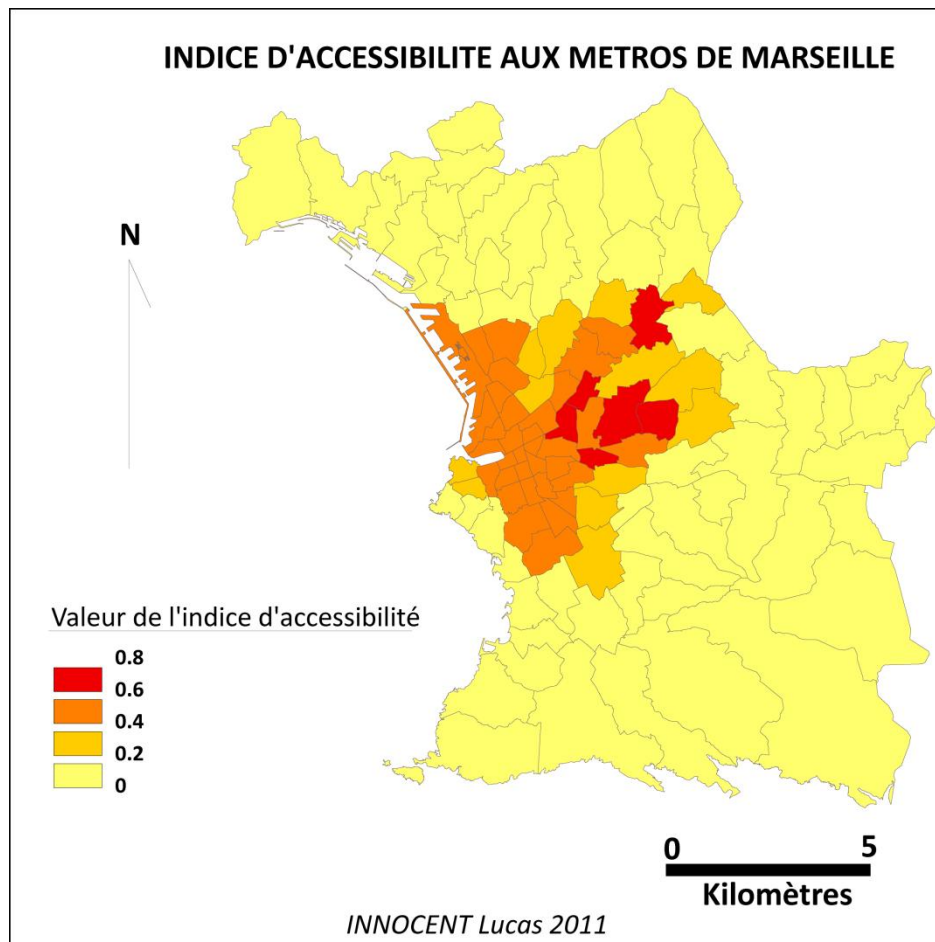 INDICE D'ACCESSIBILITE AUX METROS DE MARSEILLE
N
Valeur de l'indice d'accessibilité
0.8
0.6
0.4
0.2
0
0 5
Kilomètres
INNOCENT Lucas 2011